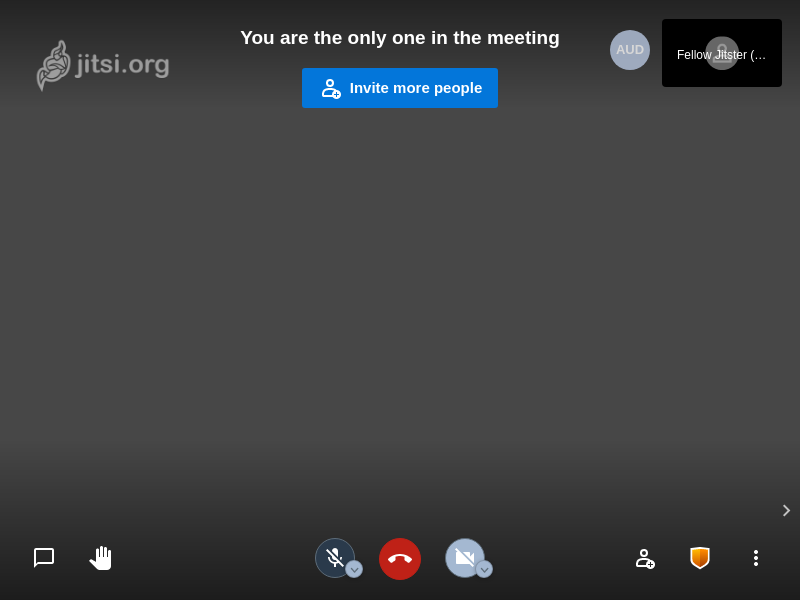 You are the only one in the meeting
jitsi.org
AUD
Fellow Jitster (…
Invite more people